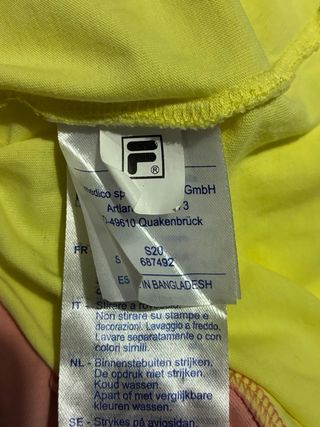 F
®
GmbH
D-49610 Quakenbrück
FR
S20
687492
ES
IN BANGLADESH
IT - Stirare a rovescio.
Non stirare su stampe e
decorazioni. Lavaggio a freddo.
Lavare separatamente o con
colori simili.
NL - Binnenstebuiten strijken.
De opdruk niet strijken.
Koud wassen.
Apart of met vergelijkbare
kleuren wassen.
SE - Strykes på avigsidan.